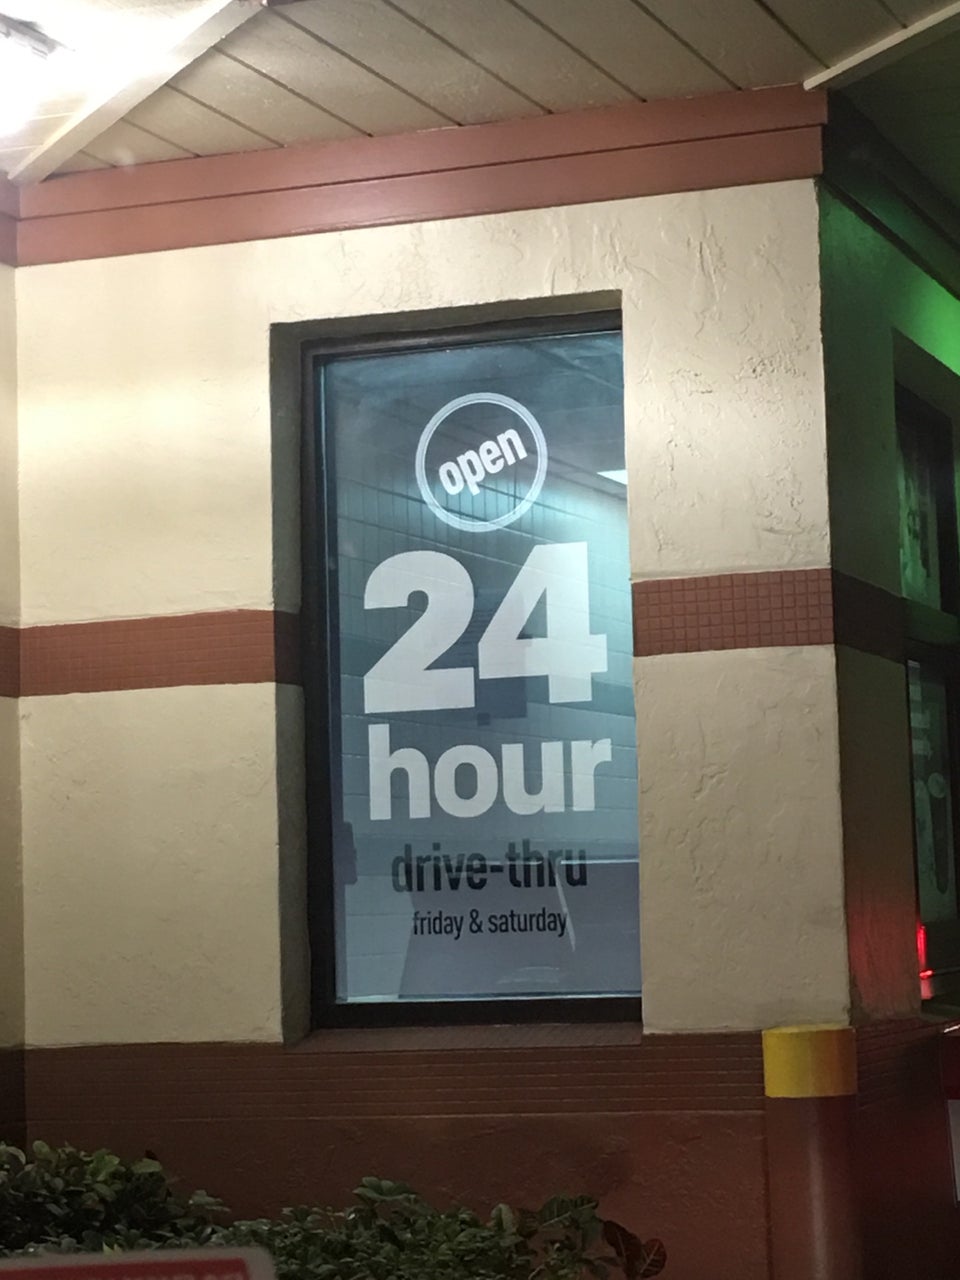 open
24
hour
drive-thru
friday & saturday